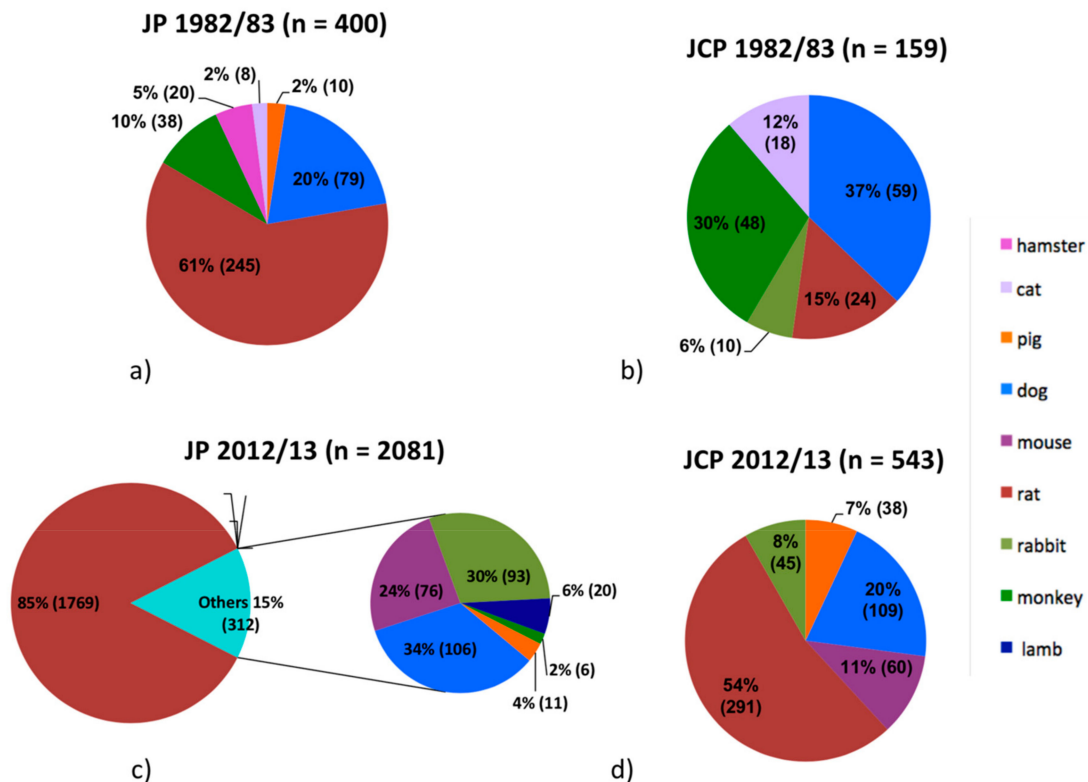 JP 1982/83 (n = 400)
2% (8)
2% (10)
5% (20)
10% (38)
20% (79)
61% (245)
a)
JCP 1982/83 (n = 159)
12%
(18)
37% (59)
30% (48)
15% (24)
6% (10)
b)
hamster
cat
pig
dog
mouse
rat
rabbit
monkey
lamb
JP 2012/13 (n = 2081)
85% (1769)
Others 15%
(312)
24% (76)
30% (93)
6% (20)
34% (106)
2% (6)
4% (11)
c)
JCP 2012/13 (n = 543)
7% (38)
8%
(45)
20%
(109)
11% (60)
54%
(291)
d)